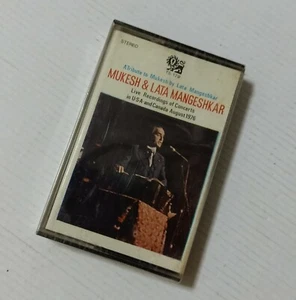 STEREO
A Tribute to Mukesh by Lata Mangeshkar
MUKESH & LATA MANGESHKAR
Live Recordings of Concerts
in U.S.A and Canada August 1976